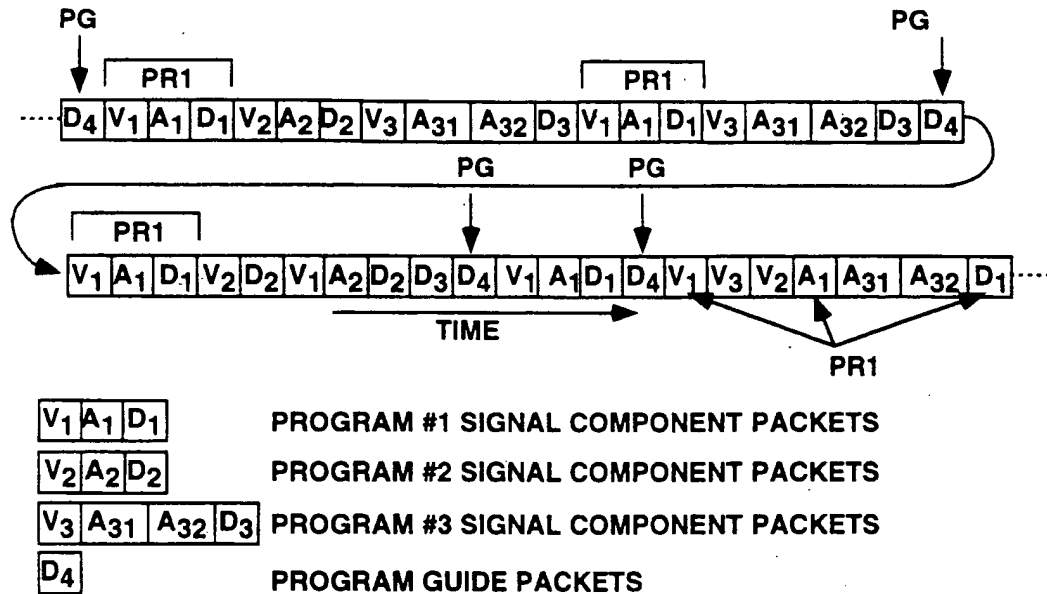 PG PG
PR1 PR1
D4 V1 A1 D1 V2 A2 D2 V3 A31 A32 D3 V1 A1 D1 V3 A31 A32 D3 D4
PG PG
PR1
V1 A1 D1 V2 D2 V1 A2 D2 D3 D4 V1 A1 D1 D4 V1 V3 V2 A1 A31 A32 D1
TIME
PR1
V1 A1 D1 PROGRAM #1 SIGNAL COMPONENT PACKETS
V2 A2 D2 PROGRAM #2 SIGNAL COMPONENT PACKETS
V3 A31 A32 D3 PROGRAM #3 SIGNAL COMPONENT PACKETS
D4 PROGRAM GUIDE PACKETS